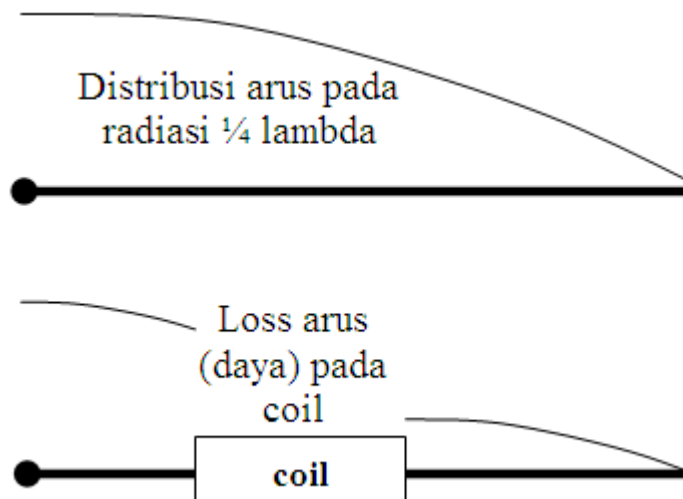 Distribusi arus pada
radiasi ¼ lambda
Loss arus
(daya) pada
coil
coil